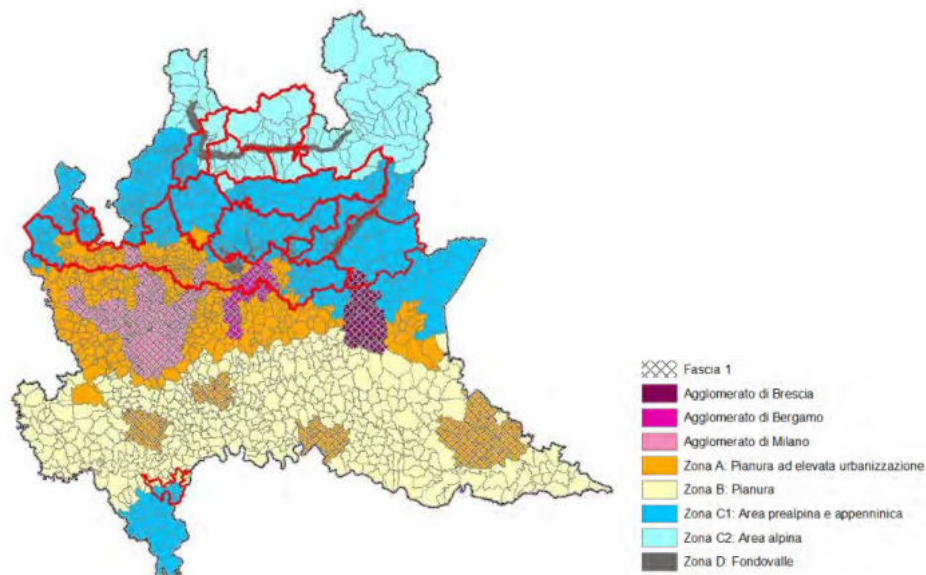 Fascia 1
Agglomerato di Brescia
Agglomerato di Bergamo
Agglomerato di Milano
Zona A: Pianura ad elevata urbanizzazione
Zona B: Pianura
Zona C1: Area prealpina e appenninica
Zona C2: Area alpina
Zona D: Fondovalle